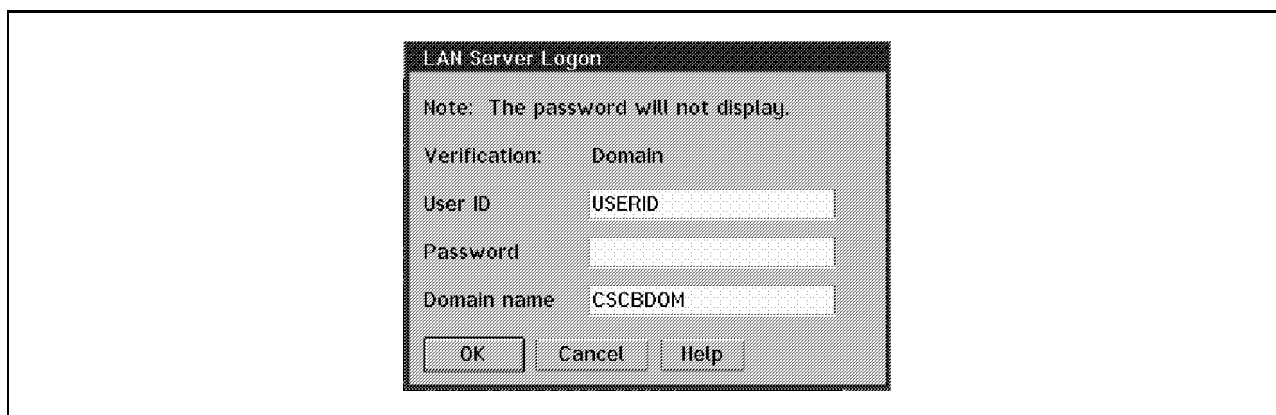 LAN Server Logon
Note: The password will not display.
Verification: Domain
User ID USERID
Password
Domain name CSCBDOM
OK Cancel Help